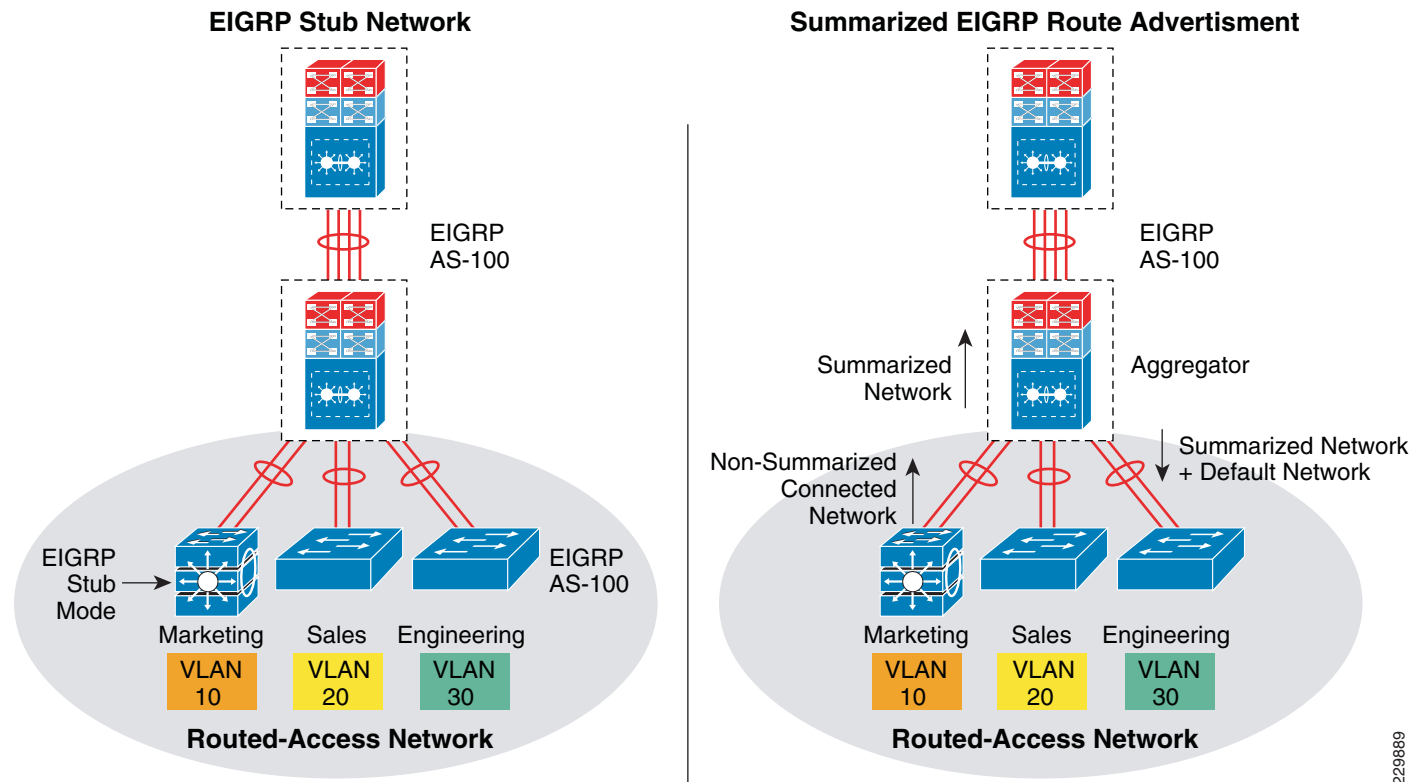 EIGRP Stub Network
EIGRP
AS-100
EIGRP
Stub
Mode
EIGRP
AS-100
Marketing
Sales
Engineering
VLAN
10
VLAN
20
VLAN
30
Routed-Access Network
Summarized EIGRP Route Advertisment
EIGRP
AS-100
Summarized
Network
Aggregator
Non-Summarized
Connected
Network
Summarized Network
+ Default Network
Marketing
Sales
Engineering
VLAN
10
VLAN
20
VLAN
30
Routed-Access Network
229889